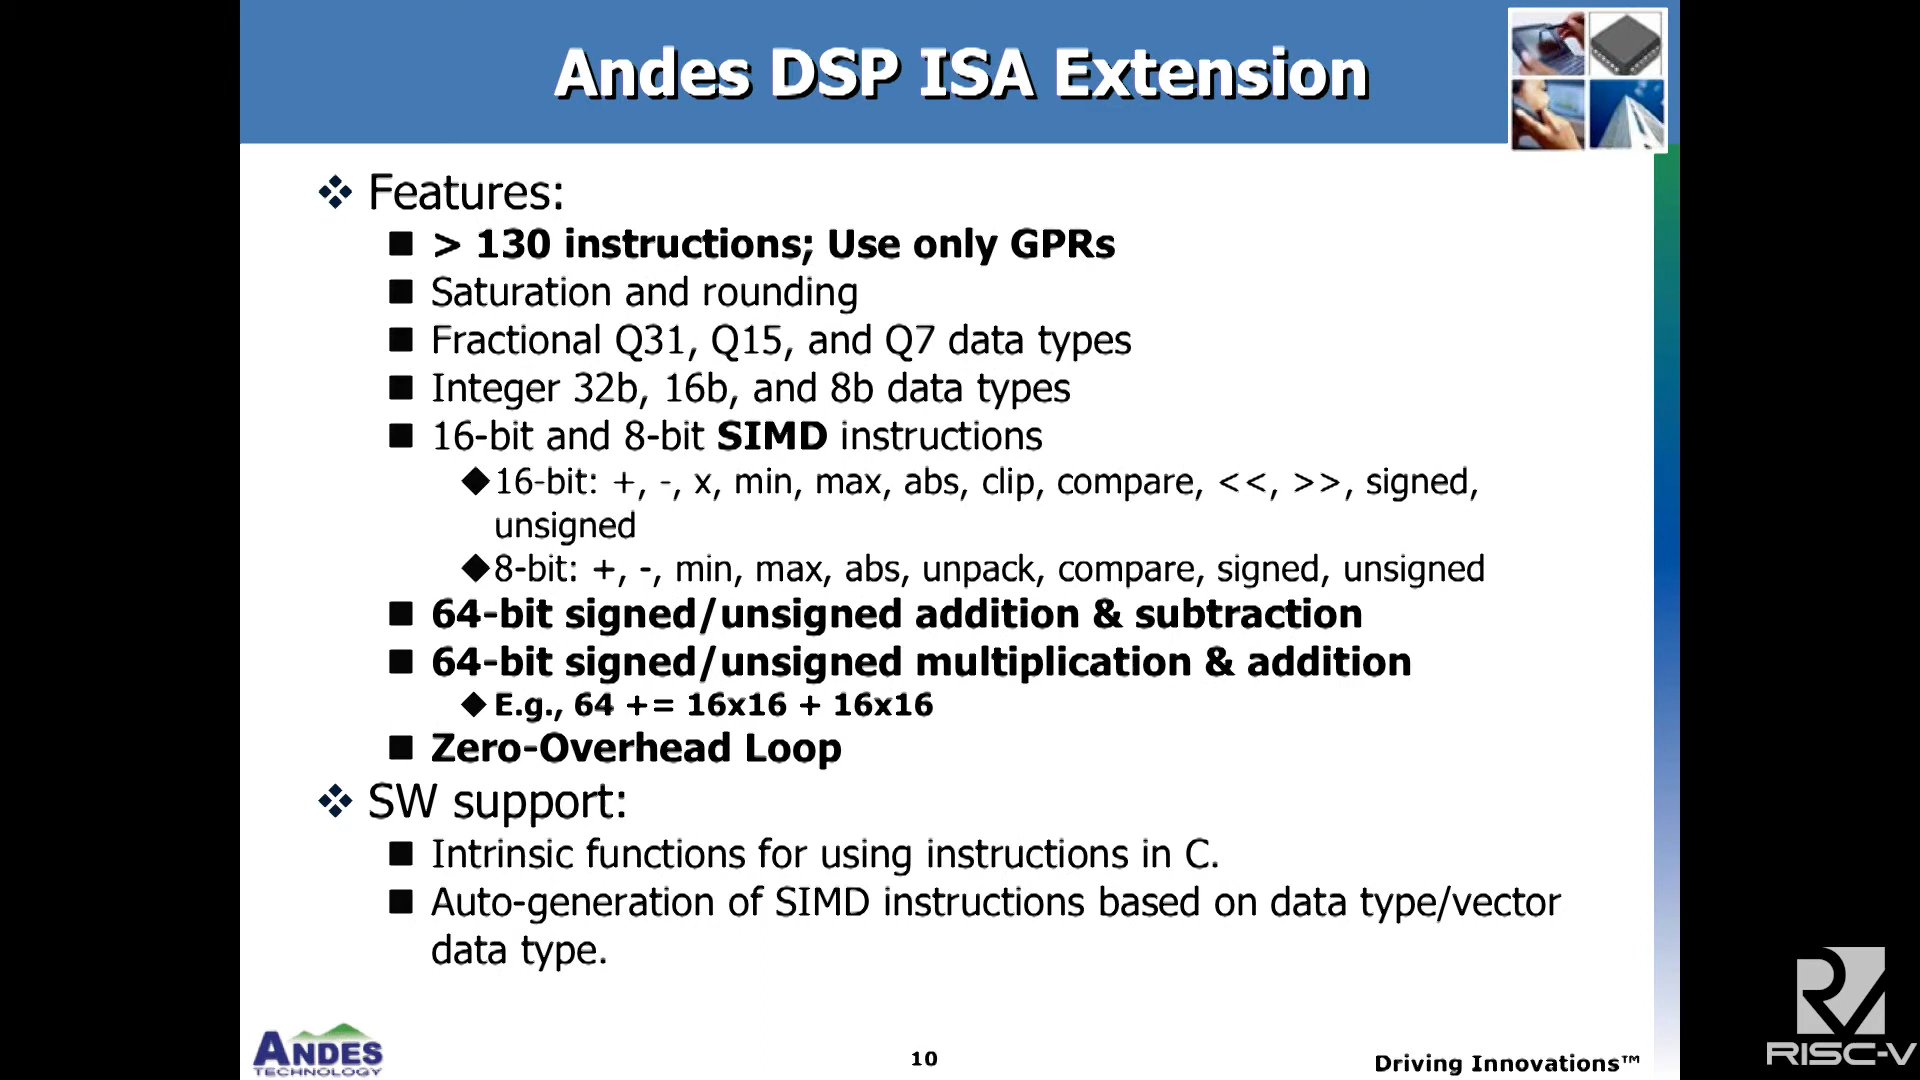 Andes DSP ISA Extension
Features:
> 130 instructions; Use only GPRs
Saturation and rounding
Fractional Q31, Q15, and Q7 data types
Integer 32b, 16b, and 8b data types
16-bit and 8-bit SIMD instructions
16-bit: +, -, x, min, max, abs, clip, compare, <<, >>, signed,
unsigned
8-bit: +, -, min, max, abs, unpack, compare, signed, unsigned
64-bit signed/unsigned addition & subtraction
64-bit signed/unsigned multiplication & addition
E.g., 64 += 16x16 + 16x16
Zero-Overhead Loop
SW support:
Intrinsic functions for using instructions in C.
Auto-generation of SIMD instructions based on data type/vector
data type.
ANDES
TECHNOLOGY
10
Driving Innovations™
RISC-V